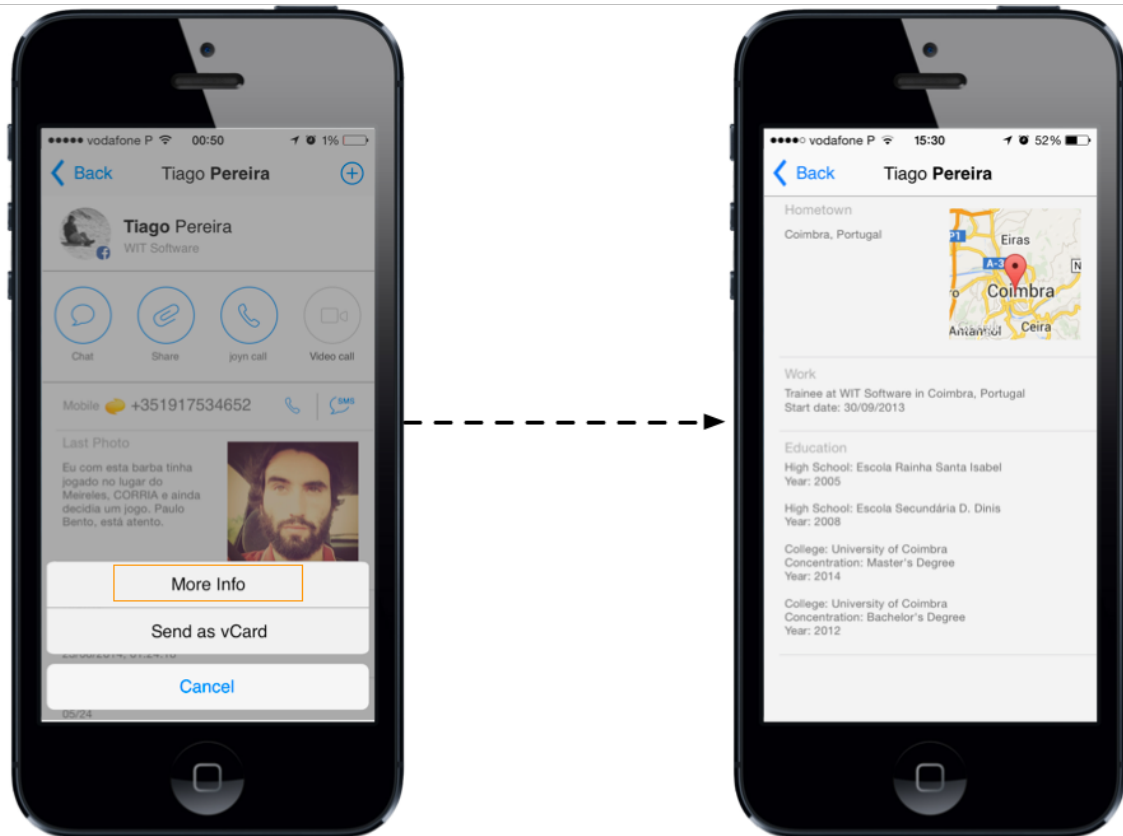 vodafone P 00:50 1%
Back Tiago Pereira
Tiago Pereira
WIT Software
Chat Share joyn call Video call
Mobile +351917534652 SMS
Last Photo
Eu com esta barba tinha
jogado no lugar do
Meireles, CORRIA e ainda
decidia um jogo. Paulo
Bento, está atento.
More Info
Send as vCard
Cancel
05/24
vodafone P 15:30 52%
Back Tiago Pereira
Hometown
Coimbra, Portugal
P1
Eiras
A-3
N
Coimbra
Ceira
Work
Trainee at WIT Software in Coimbra, Portugal
Start date: 30/09/2013
Education
High School: Escola Rainha Santa Isabel
Year: 2005
High School: Escola Secundária D. Dinis
Year: 2008
College: University of Coimbra
Concentration: Master's Degree
Year: 2014
College: University of Coimbra
Concentration: Bachelor's Degree
Year: 2012